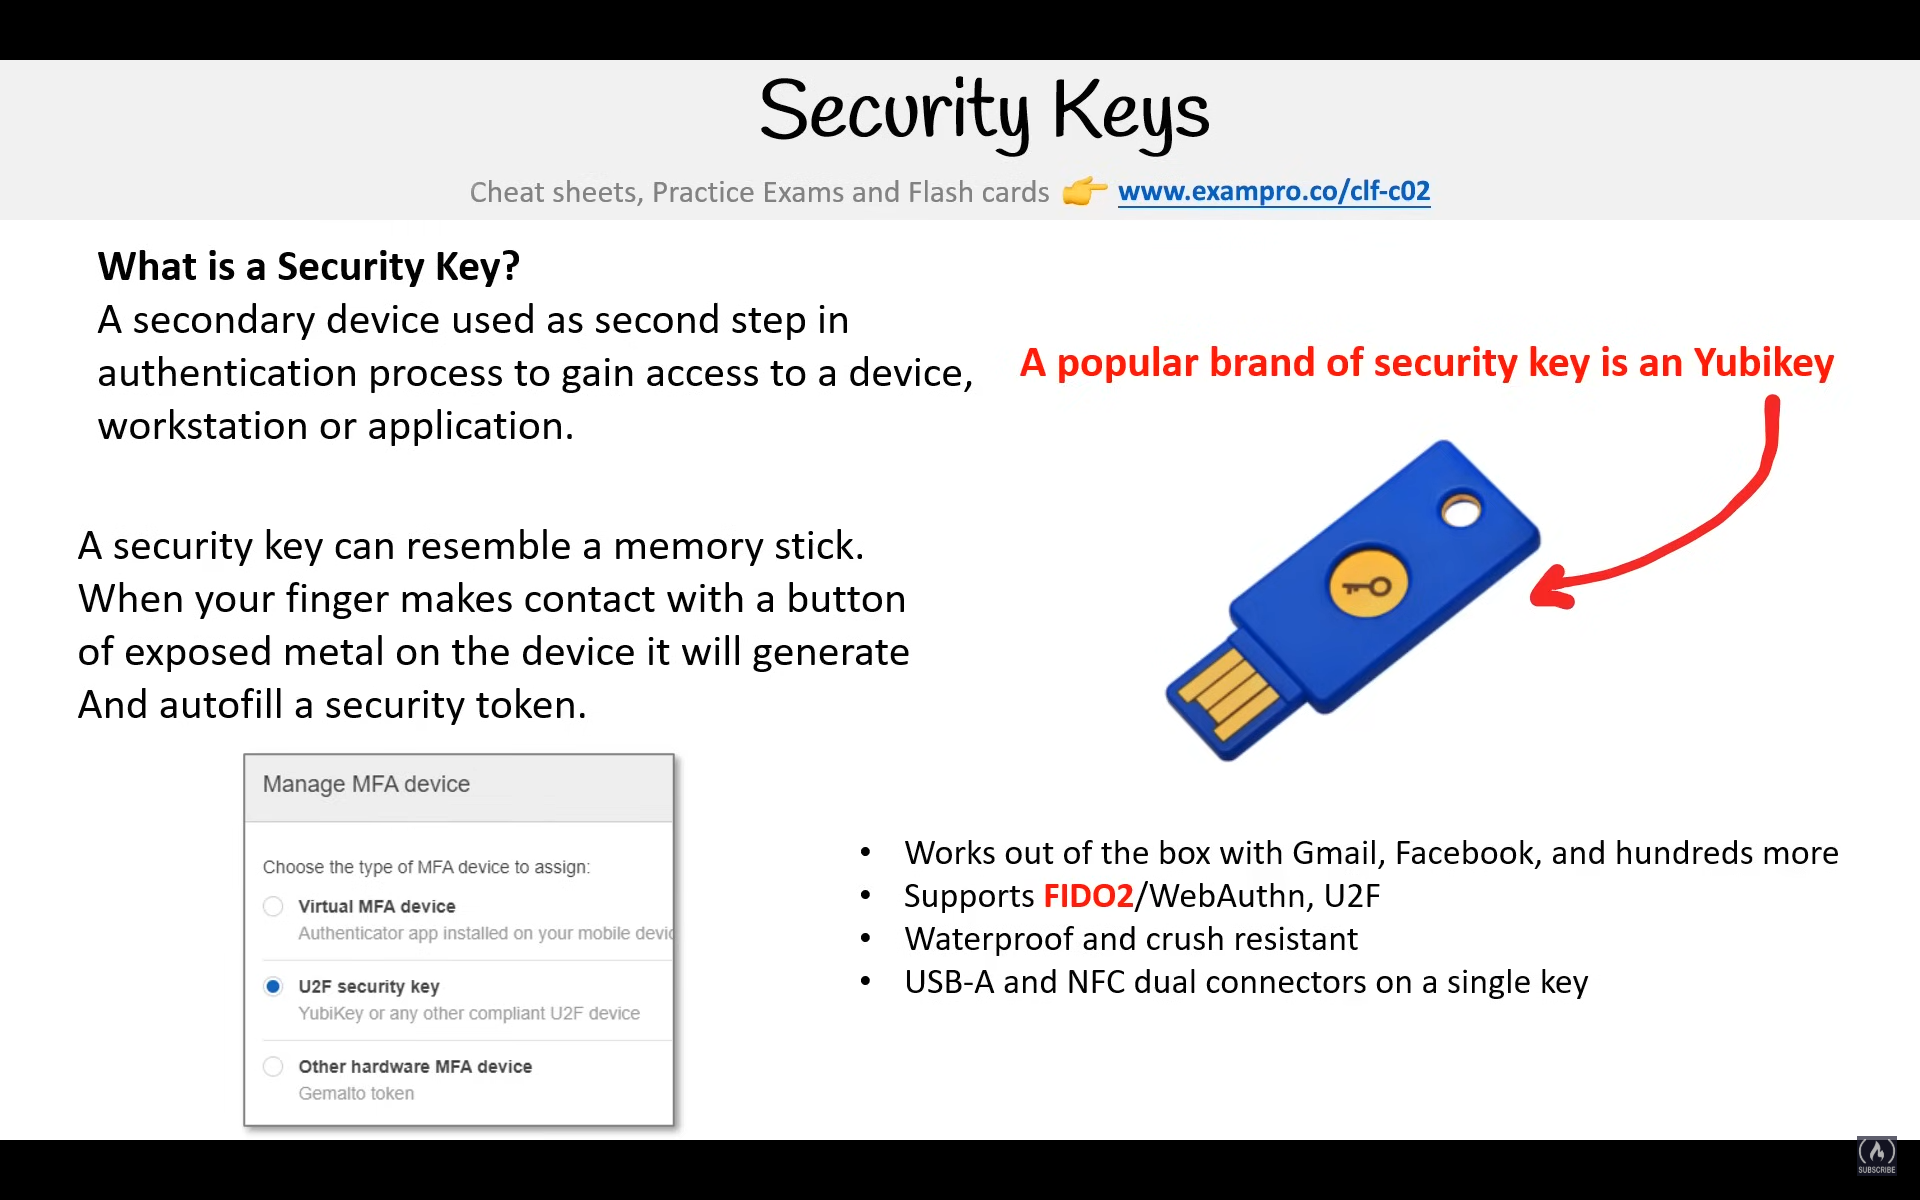 Security Keys
Cheat sheets, Practice Exams and Flash cards 👉 www.exampro.co/clf-c02
What is a Security Key?
A secondary device used as second step in
authentication process to gain access to a device,
workstation or application.
A security key can resemble a memory stick.
When your finger makes contact with a button
of exposed metal on the device it will generate
And autofill a security token.
Manage MFA device
Choose the type of MFA device to assign:
Virtual MFA device
Authenticator app installed on your mobile devic
U2F security key
YubiKey or any other compliant U2F device
Other hardware MFA device
Gemalto token
A popular brand of security key is an Yubikey
• Works out of the box with Gmail, Facebook, and hundreds more
• Supports FIDO2/WebAuthn, U2F
• Waterproof and crush resistant
• USB-A and NFC dual connectors on a single key
SUBSCRIBE